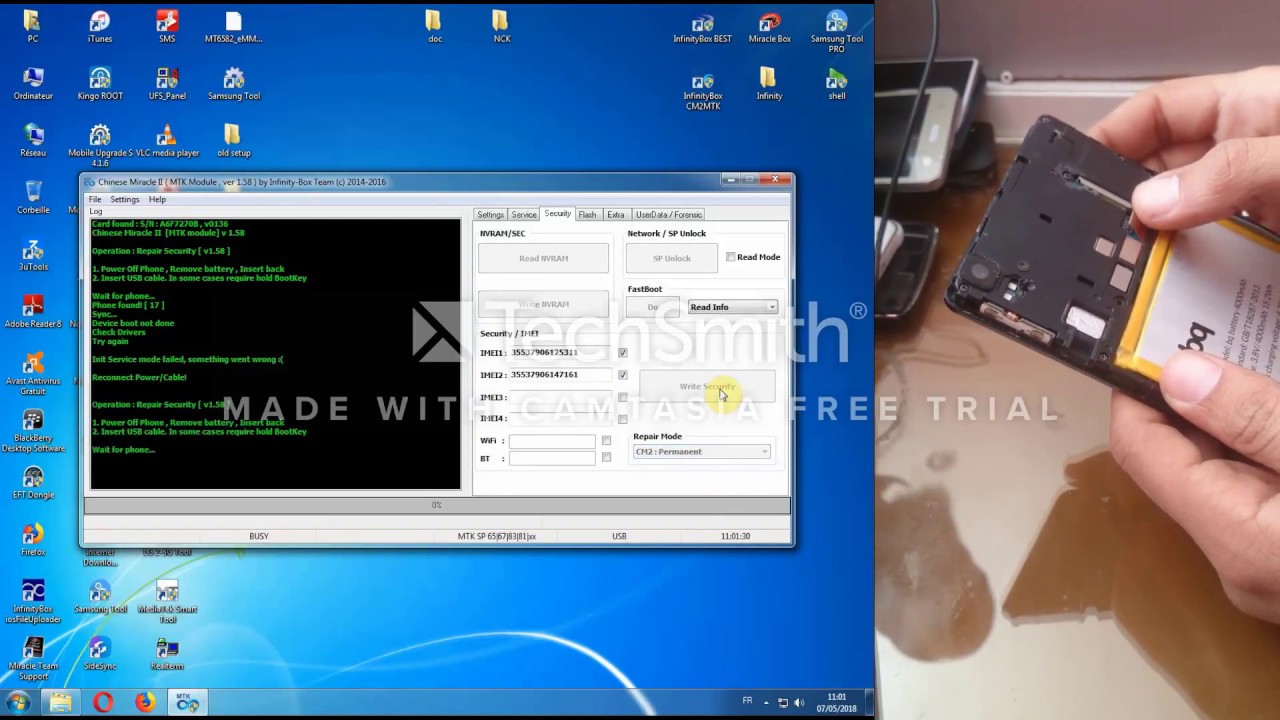 PC
iTunes
SMS
MT6582_eMM...
doc
NCK
InfinityBox BEST
Miracle Box
Samsung Tool PRO
Ordinateur
Kingo ROOT
UFS_Panel
Samsung Tool
InfinityBox CM2MTK
Infinity
shell
Réseau
Mobile Upgrade S 4.1.6
VLC media player
old setup
Corbeille
3uTools
Adobe Reader 8
Avast Antivirus Gratuit
BlackBerry Desktop Software
EFT Dongle
Firefox
Internet Downlo...
InfinityBox iosFileUploader
Samsung Tool
MediaTek Smart Tool
Miracle Team Support
SideSync
Realterm
Chinese Miracle II ( MTK Module , ver 1.58 ) by Infinity-Box Team (c) 2014-2016
File Settings Help
Log
Card found : S/N : A6F7270B , v0136
Chinese Miracle II [MTK module] v 1.58
Operation : Repair Security [ v1.58 ]
1. Power Off Phone , Remove battery , Insert back
2. Insert USB cable. In some cases require hold BootKey
Wait for phone...
Phone found! [ 17 ]
Sync...
Device boot not done
Check Drivers
Try again
Init Service mode failed, something went wrong :(
Reconnect Power/Cable!
Operation : Repair Security [ v1.58 ]
1. Power Off Phone , Remove battery , Insert back
2. Insert USB cable. In some cases require hold BootKey
Wait for phone...
Settings Service Security Flash Extra UserData / Forensic
NVRAM/SEC
Read NVRAM
Write NVRAM
Network / SP Unlock
SP Unlock
Read Mode
FastBoot
Do
Read Info
Security / IMEI
IMEI1 : 35537906125311
IMEI2 : 35537906147161
IMEI3 :
IMEI4 :
WiFi :
BT :
Write Security
Repair Mode
CM2 : Permanent
0%
BUSY
MTK SP 65|67|83|81|xx
USB
11:01:30
TechSmith®
MADE WITH CAMTASIA FREE TRIAL
FR
11:01
07/05/2018
MTK
bq